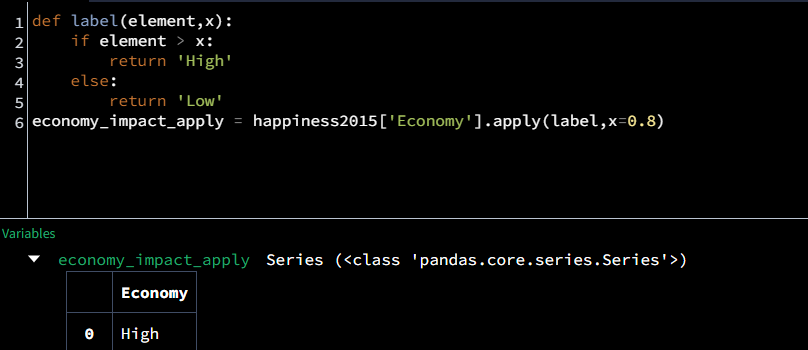 1 def label(element,x):
2     if element > x:
3         return 'High'
4     else:
5         return 'Low'
6 economy_impact_apply = happiness2015['Economy'].apply(label,x=0.8)
Variables
economy_impact_apply Series (<class 'pandas.core.series.Series'>)
Economy
0 High